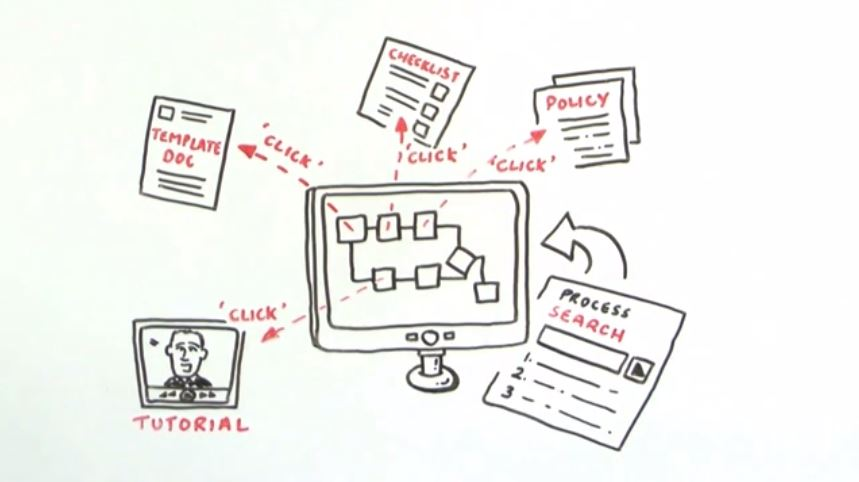 CHECKLIST
TEMPLATE
DOC
'CLICK'
'CLICK'
POLICY
'CLICK'
'CLICK'
TUTORIAL
PROCESS
SEARCH
1.
2.
3